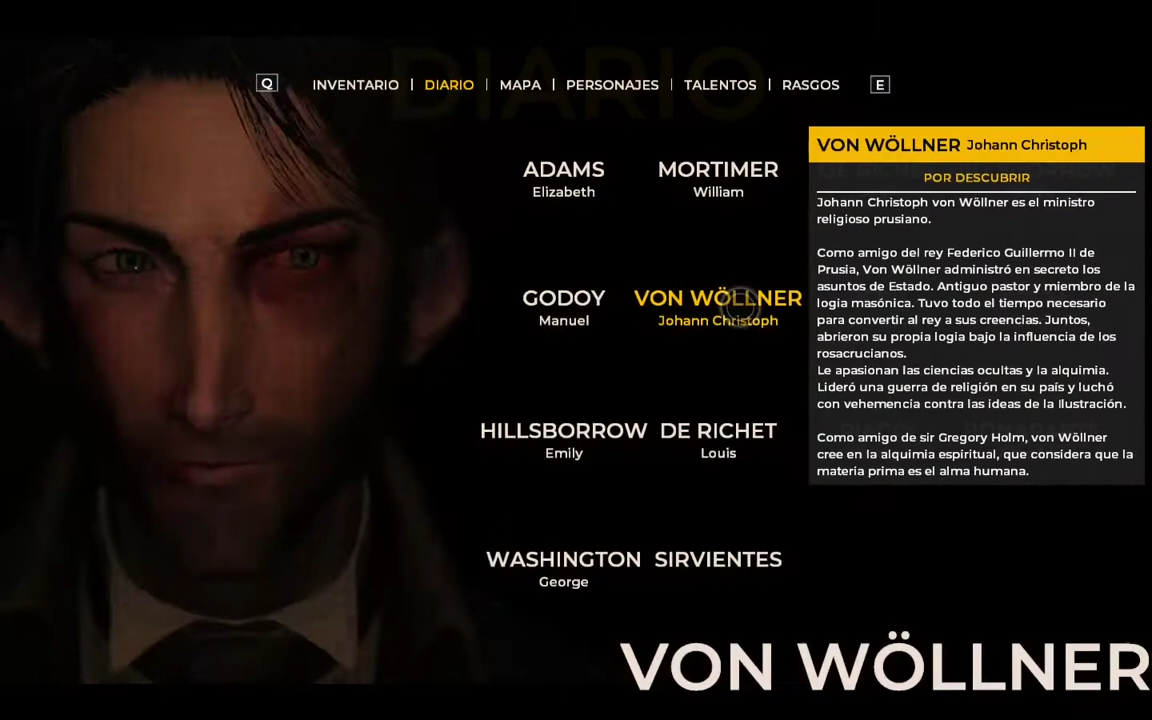 DIARIO
Q INVENTARIO | DIARIO | MAPA | PERSONAJES | TALENTOS | RASGOS E
ADAMS
Elizabeth
MORTIMER
William
GODOY
Manuel
VON WÖLLNER
Johann Christoph
HILLSBORROW
Emily
DE RICHET
Louis
WASHINGTON
George
SIRVIENTES
VON WÖLLNER Johann Christoph
POR DESCUBRIR
Johann Christoph von Wöllner es el ministro
religioso prusiano.
Como amigo del rey Federico Guillermo II de
Prusia, Von Wöllner administró en secreto los
asuntos de Estado. Antiguo pastor y miembro de la
logia masónica. Tuvo todo el tiempo necesario
para convertir al rey a sus creencias. Juntos,
abrieron su propia logia bajo la influencia de los
rosacrucianos.
Le apasionan las ciencias ocultas y la alquimia.
Lideró una guerra de religión en su país y luchó
con vehemencia contra las ideas de la Ilustración.
Como amigo de sir Gregory Holm, von Wöllner
cree en la alquimia espiritual, que considera que la
materia prima es el alma humana.
VON WÖLLNER